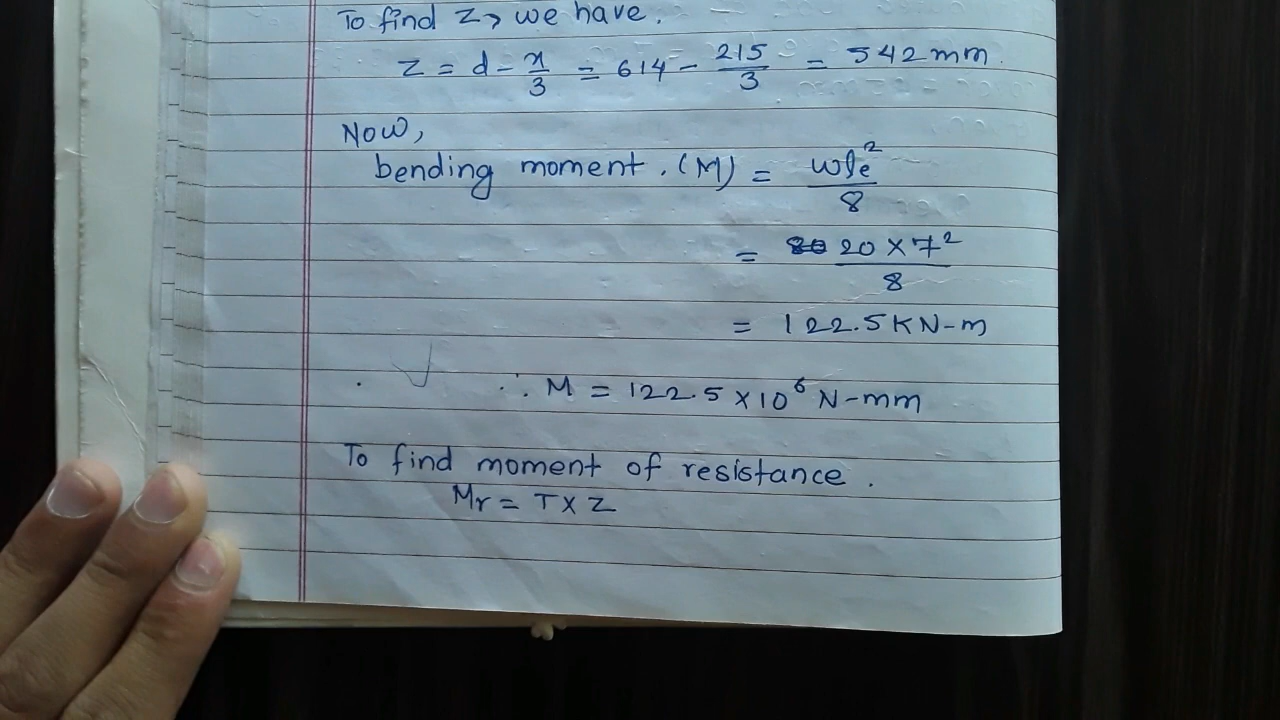 To find z, we have.
z = d - x/3 = 614 - 215/3 = 542 mm.
Now,
bending moment. (M) = wle²/8
= 20 × 7²/8
= 122.5 KN-m
∴ M = 122.5 × 10⁶ N-mm
To find moment of resistance.
Mr = T × Z